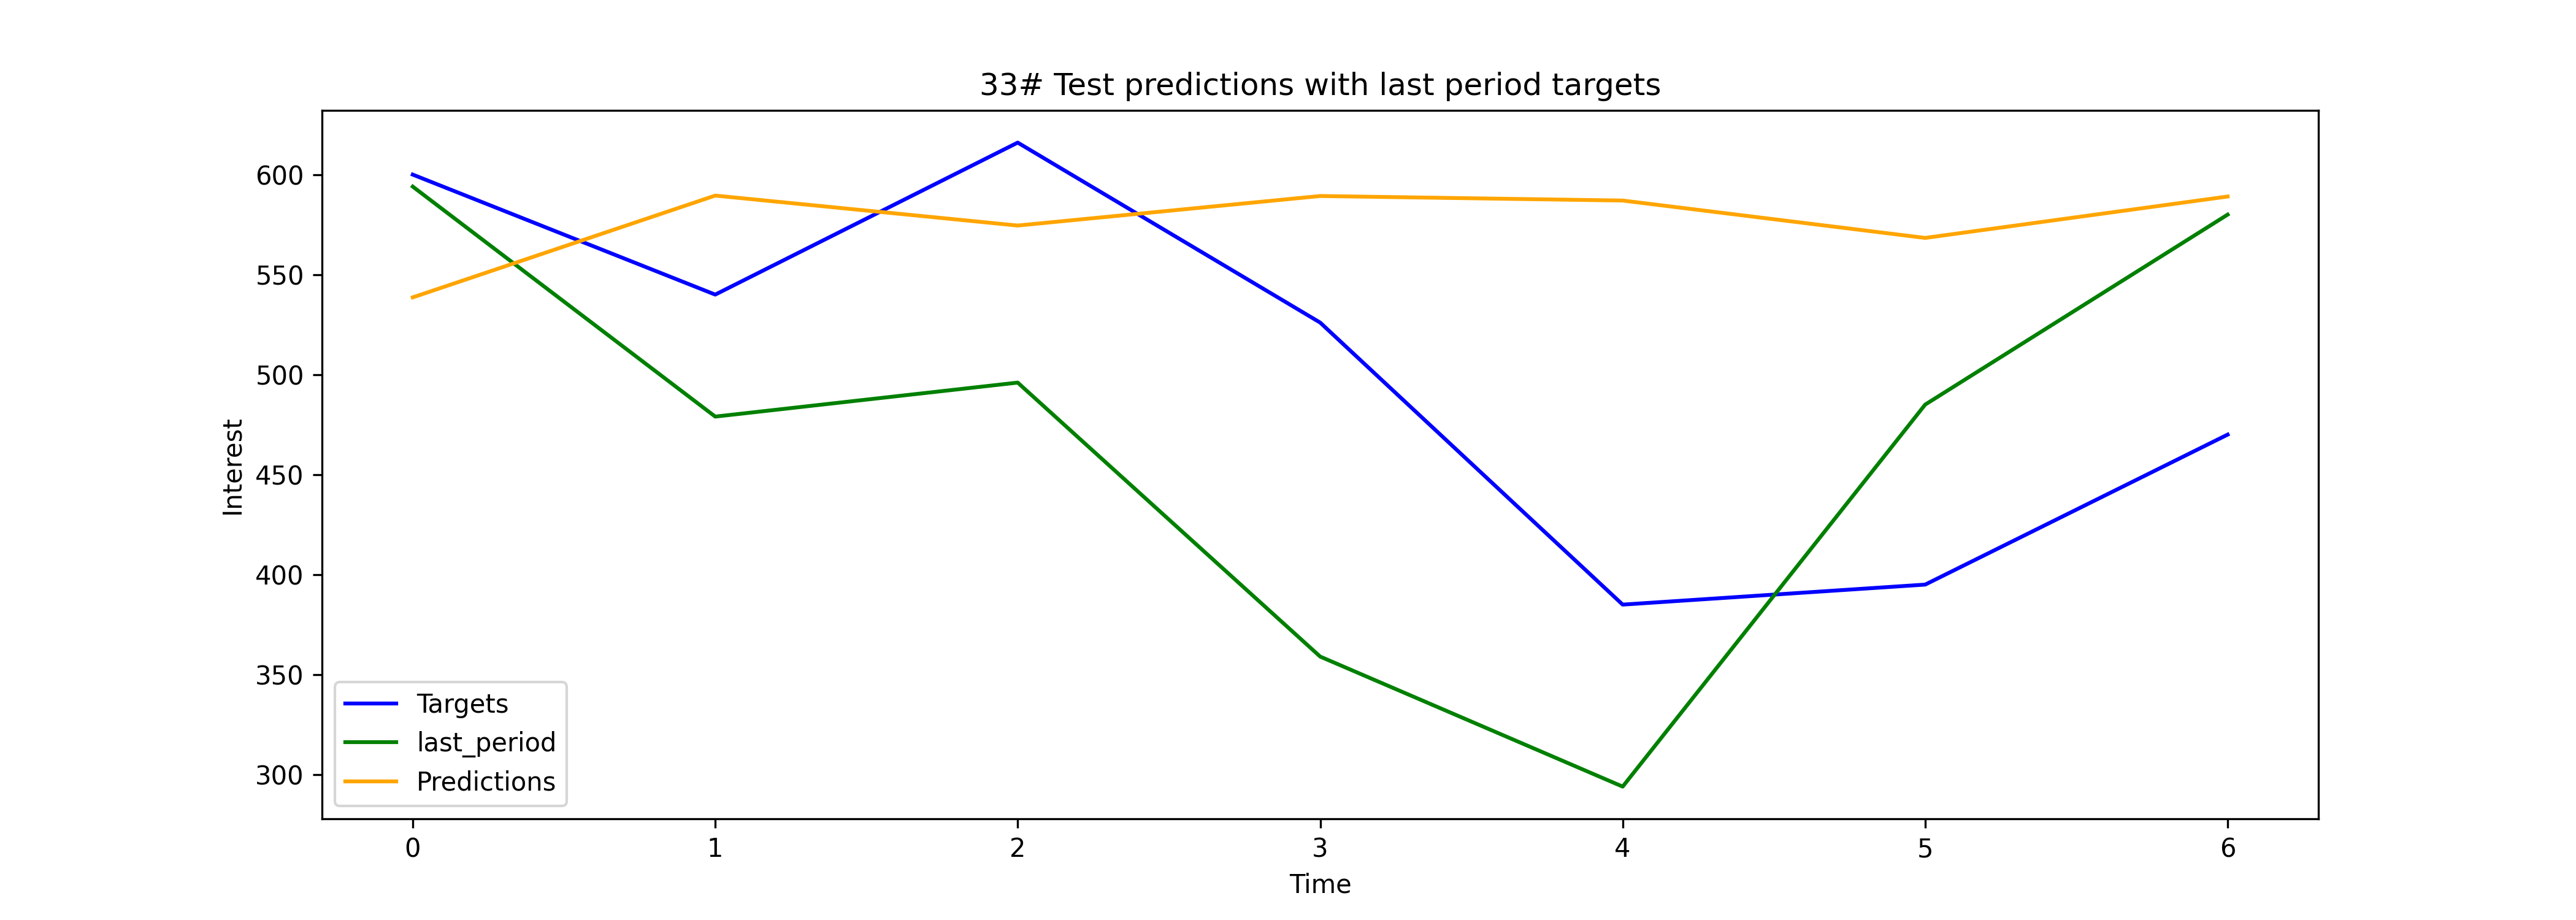 33# Test predictions with last period targets
600
550
500
450
400
350
300
Interest
Targets
last_period
Predictions
0 1 2 3 4 5 6
Time